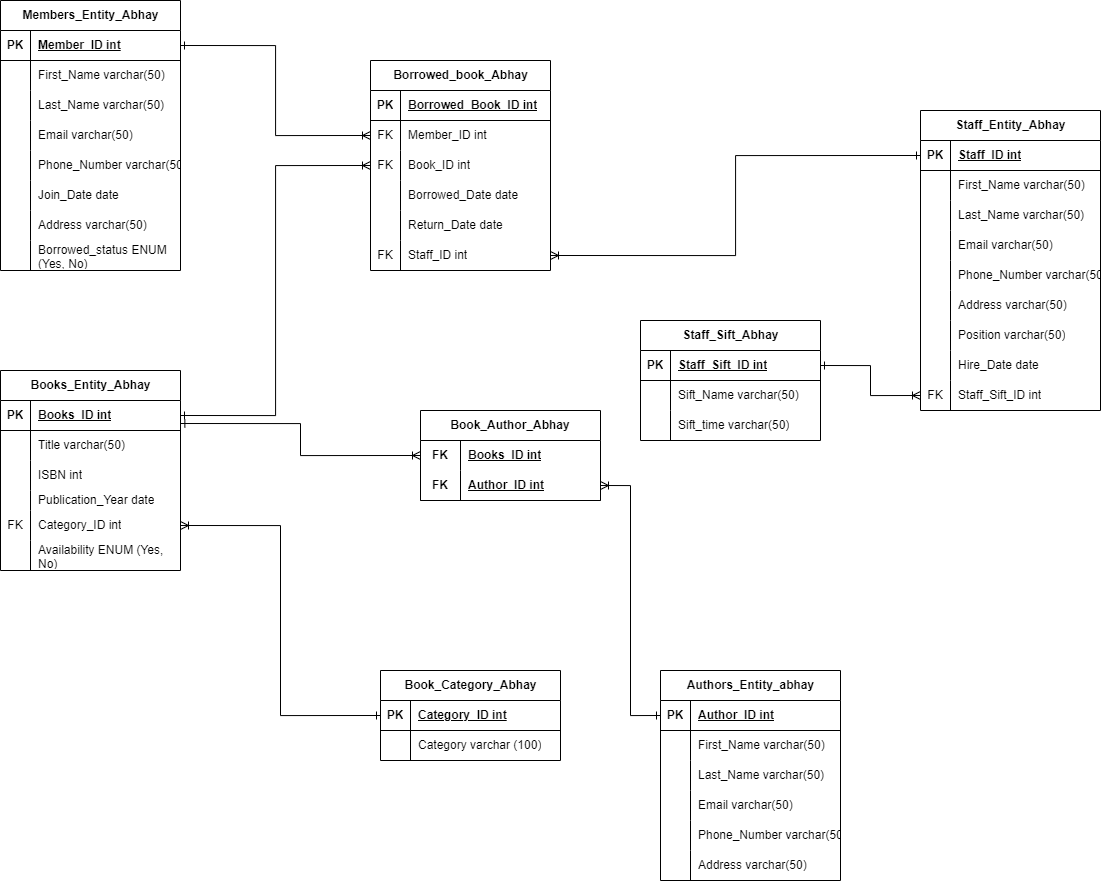 Members_Entity_Abhay
PK Member_ID int
First_Name varchar(50)
Last_Name varchar(50)
Email varchar(50)
Phone_Number varchar(50
Join_Date date
Address varchar(50)
Borrowed_status ENUM
(Yes, No)
Borrowed_book_Abhay
PK Borrowed_Book_ID int
FK Member_ID int
FK Book_ID int
Borrowed_Date date
Return_Date date
FK Staff_ID int
Staff_Entity_Abhay
PK Staff_ID int
First_Name varchar(50)
Last_Name varchar(50)
Email varchar(50)
Phone_Number varchar(50
Address varchar(50)
Position varchar(50)
Hire_Date date
FK Staff_Sift_ID int
Staff_Sift_Abhay
PK Staff_Sift_ID int
Sift_Name varchar(50)
Sift_time varchar(50)
Books_Entity_Abhay
PK Books_ID int
Title varchar(50)
ISBN int
Publication_Year date
FK Category_ID int
Availability ENUM (Yes,
No)
Book_Author_Abhay
FK Books_ID int
FK Author_ID int
Book_Category_Abhay
PK Category_ID int
Category varchar (100)
Authors_Entity_abhay
PK Author_ID int
First_Name varchar(50)
Last_Name varchar(50)
Email varchar(50)
Phone_Number varchar(50
Address varchar(50)